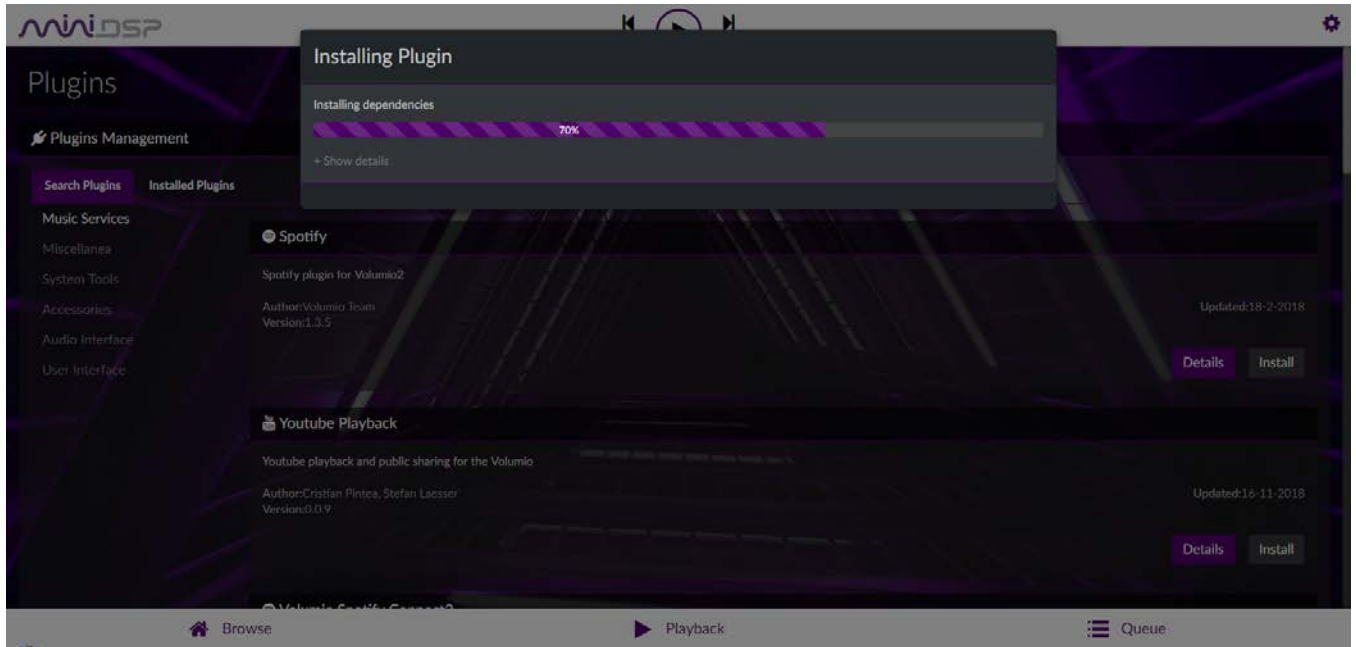 miniDSP
Installing Plugin
Installing dependencies
70%
+ Show details
Plugins
Plugins Management
Search Plugins Installed Plugins
Music Services
Miscellanea
System Tools
Accessories
Audio Interface
User Interface
Spotify
Spotify plugin for Volumio2
Author:Volumio Team
Version:1.3.5
Updated:18-2-2018
Details Install
Youtube Playback
Youtube playback and public sharing for the Volumio
Author:Cristian Pintea, Stefan Laesser
Version:0.0.9
Updated:16-11-2018
Details Install
Volumio Spotify Connect2
Browse Playback Queue